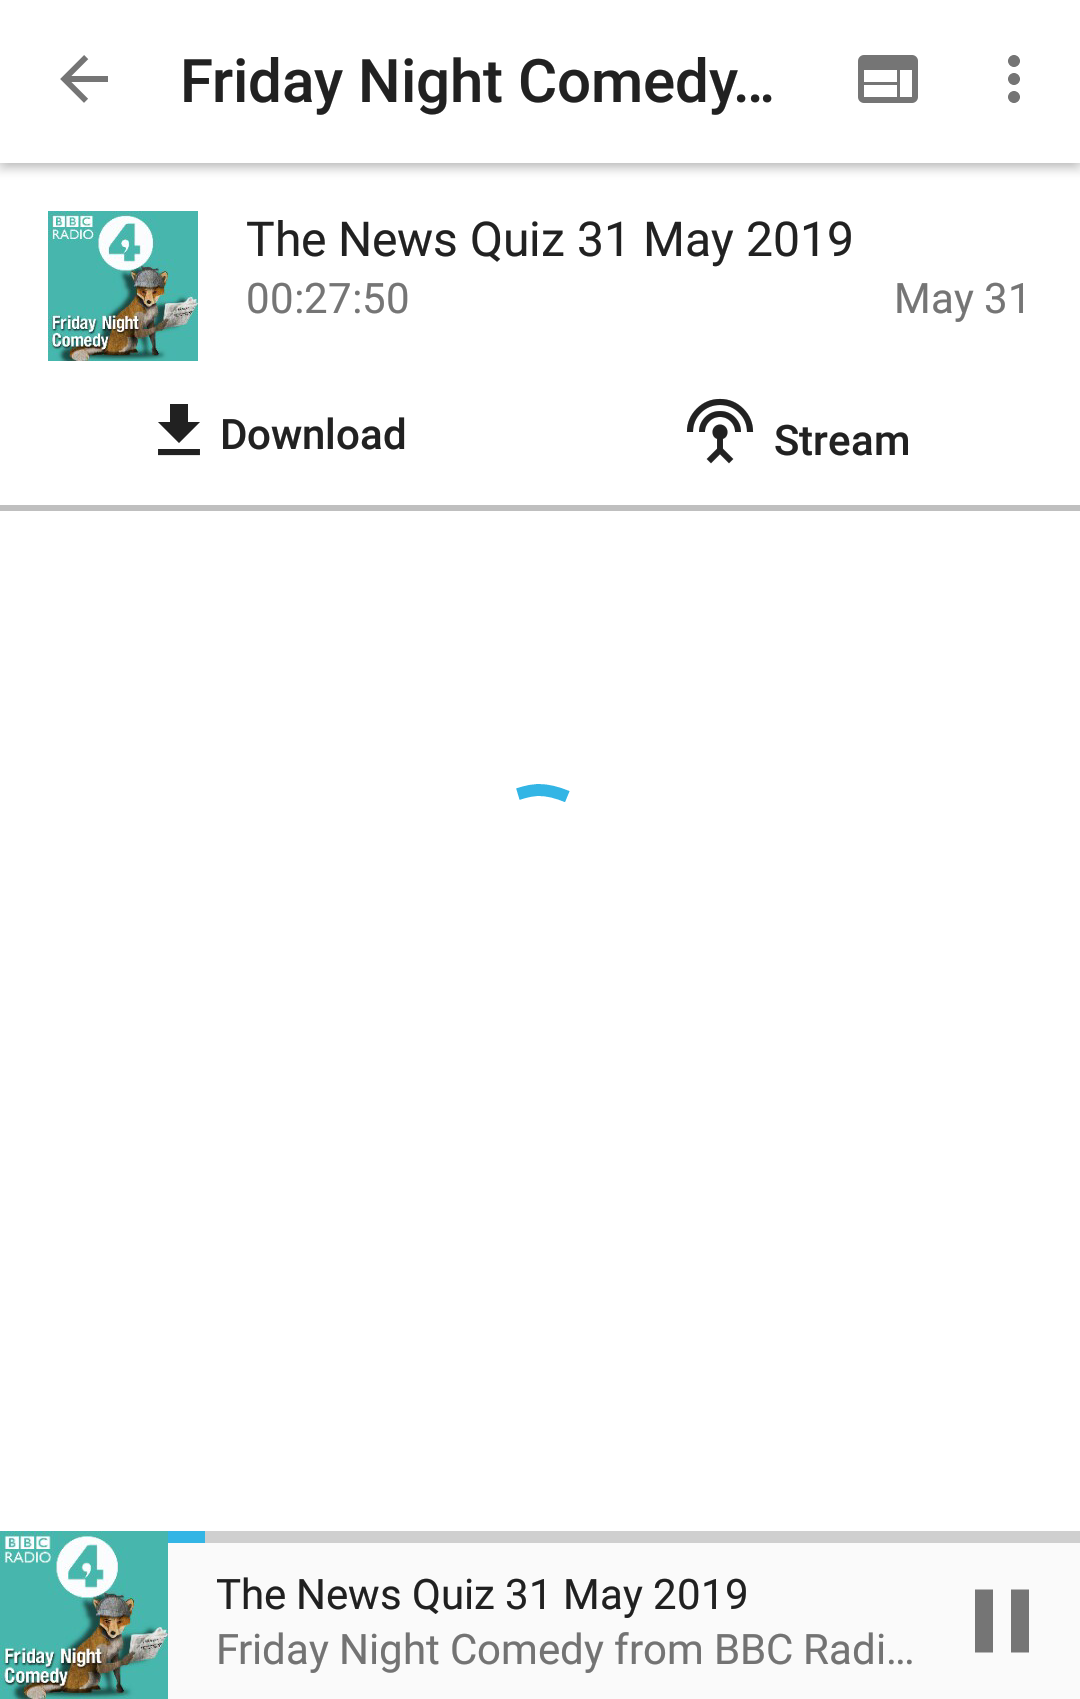 Friday Night Comedy...
BBC
RADIO
4
Friday Night
Comedy
The News Quiz 31 May 2019
00:27:50
May 31
Download
Stream
BBC
RADIO
4
Friday Night
Comedy
The News Quiz 31 May 2019
Friday Night Comedy from BBC Radi...